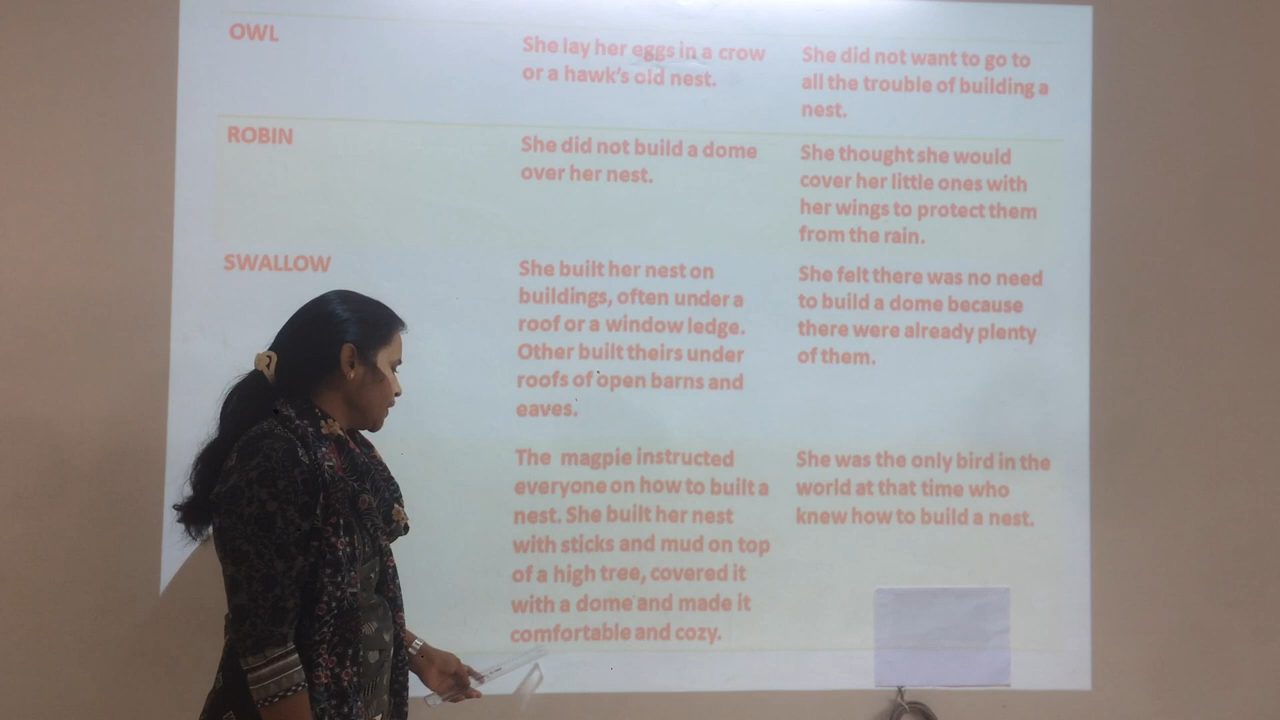 OWL
She lay her eggs in a crow
or a hawk's old nest.
She did not want to go to
all the trouble of building a
nest.
ROBIN
She did not build a dome
over her nest.
She thought she would
cover her little ones with
her wings to protect them
from the rain.
SWALLOW
She built her nest on
buildings, often under a
roof or a window ledge.
Other built theirs under
roofs of open barns and
eaves.
She felt there was no need
to build a dome because
there were already plenty
of them.
The magpie instructed
everyone on how to built a
nest. She built her nest
with sticks and mud on top
of a high tree, covered it
with a dome and made it
comfortable and cozy.
She was the only bird in the
world at that time who
knew how to build a nest.